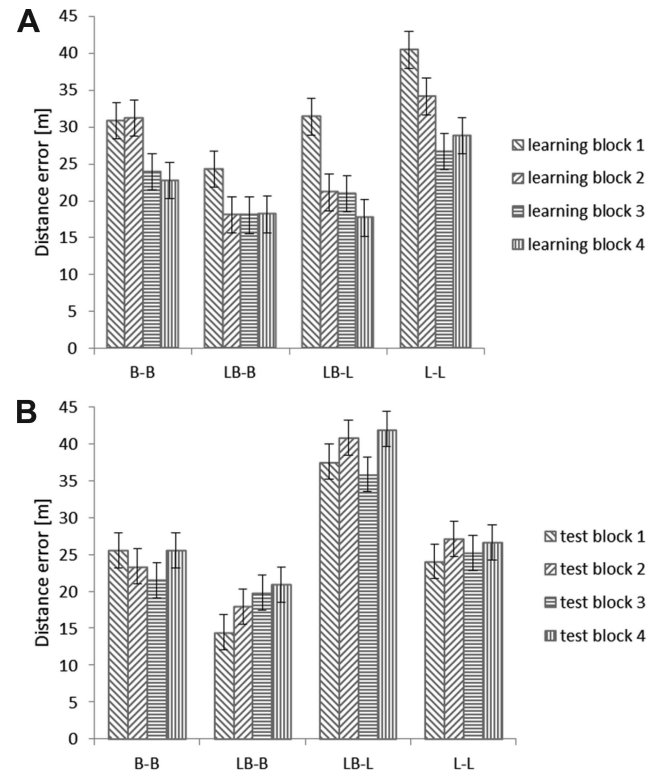 A
45
40
35
30
25
20
15
10
5
0
Distance error [m]
B-B LB-B LB-L L-L
learning block 1
learning block 2
learning block 3
learning block 4
B
45
40
35
30
25
20
15
10
5
0
Distance error [m]
B-B LB-B LB-L L-L
test block 1
test block 2
test block 3
test block 4